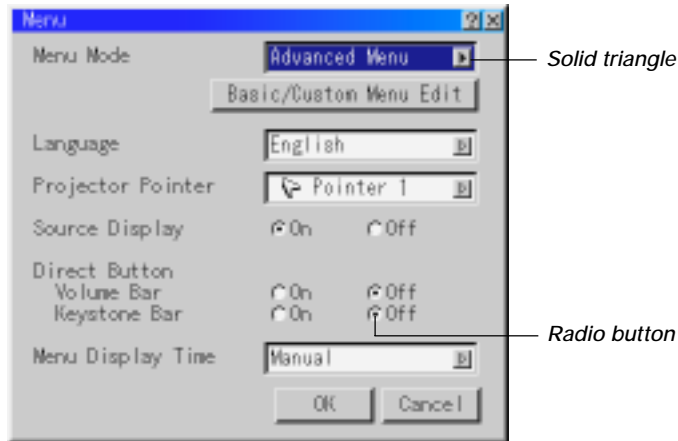 Menu
Menu Mode Advanced Menu Solid triangle
Basic/Custom Menu Edit
Language English
Projector Pointer Pointer 1
Source Display On Off
Direct Button
Volume Bar On Off
Keystone Bar On Off
Radio button
Menu Display Time Manual
OK Cancel